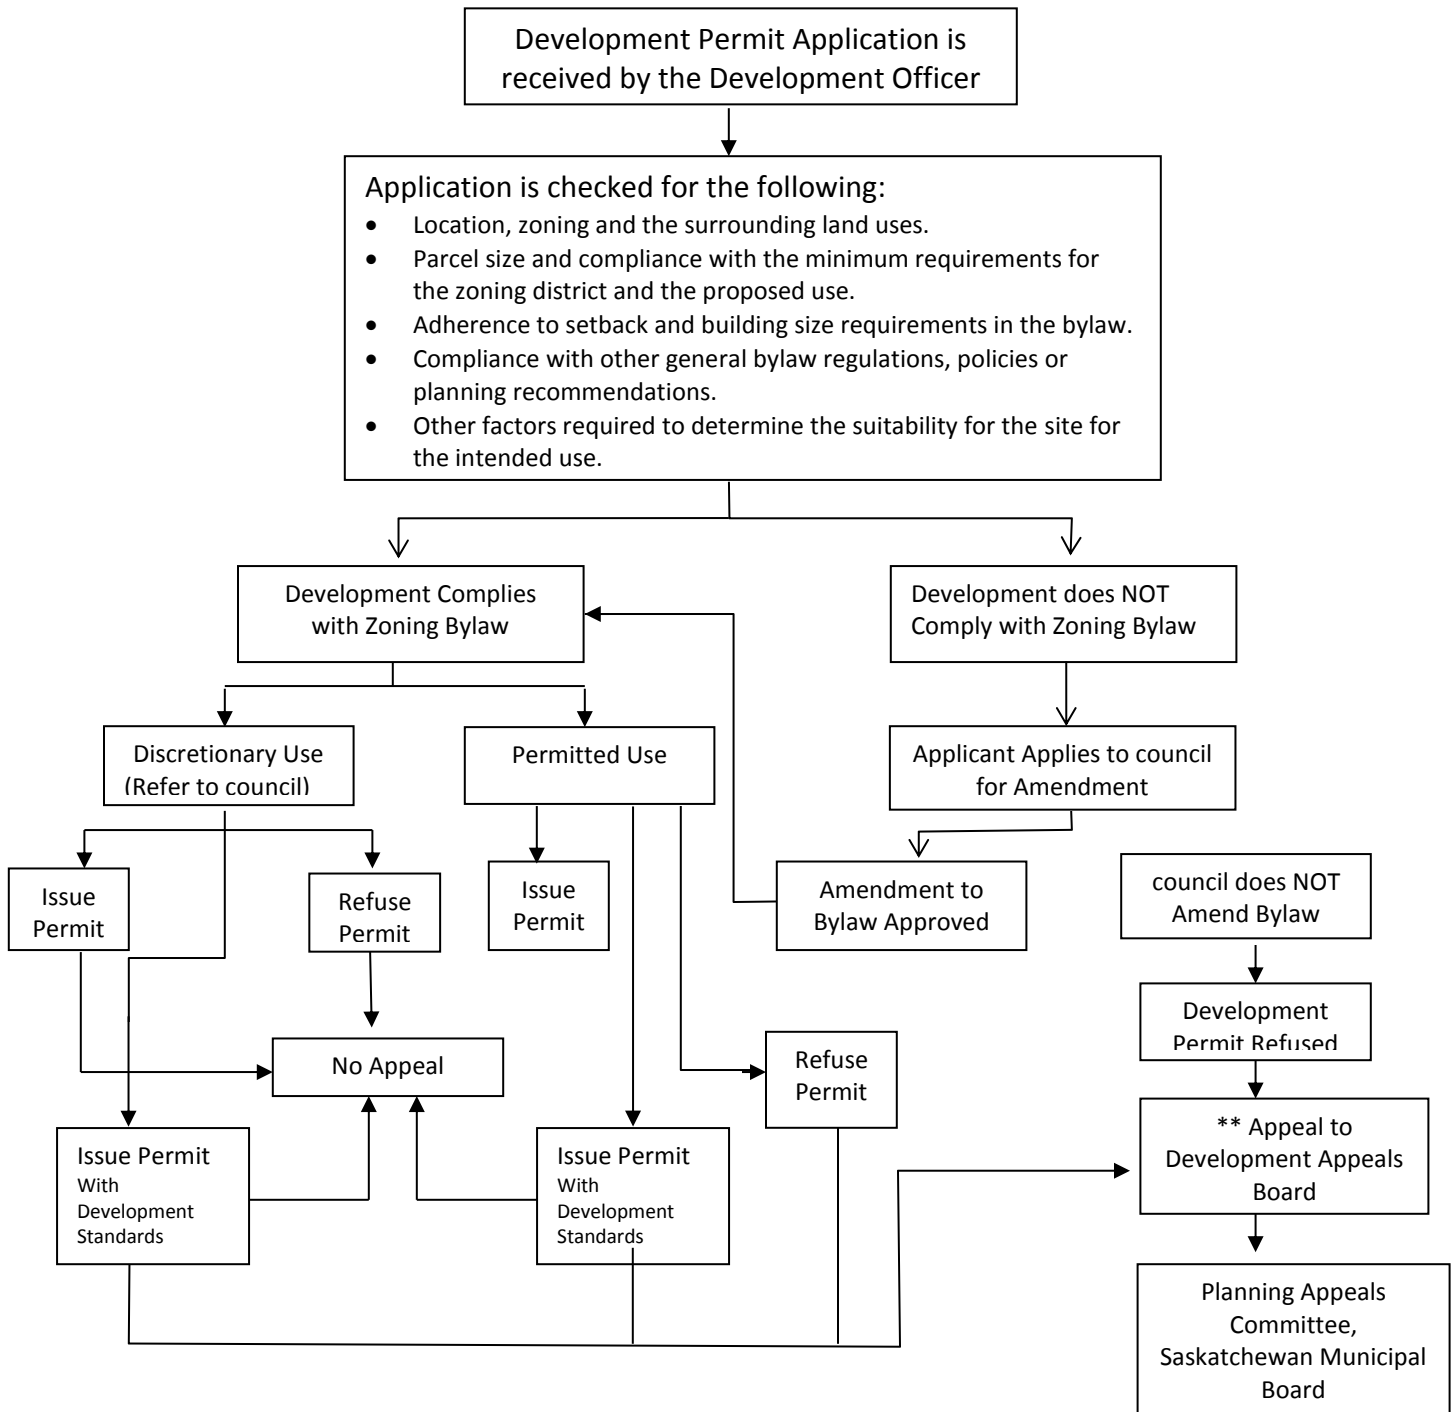 Development Permit Application is
received by the Development Officer
Application is checked for the following:
• Location, zoning and the surrounding land uses.
• Parcel size and compliance with the minimum requirements for
the zoning district and the proposed use.
• Adherence to setback and building size requirements in the bylaw.
• Compliance with other general bylaw regulations, policies or
planning recommendations.
• Other factors required to determine the suitability for the site for
the intended use.
Development Complies
with Zoning Bylaw
Development does NOT
Comply with Zoning Bylaw
Discretionary Use
(Refer to council)
Permitted Use
Applicant Applies to council
for Amendment
Issue
Permit
Refuse
Permit
Issue
Permit
Amendment to
Bylaw Approved
council does NOT
Amend Bylaw
Development
Permit Refused
No Appeal
Refuse
Permit
** Appeal to
Development Appeals
Board
Issue Permit
With
Development
Standards
Issue Permit
With
Development
Standards
Planning Appeals
Committee,
Saskatchewan Municipal
Board